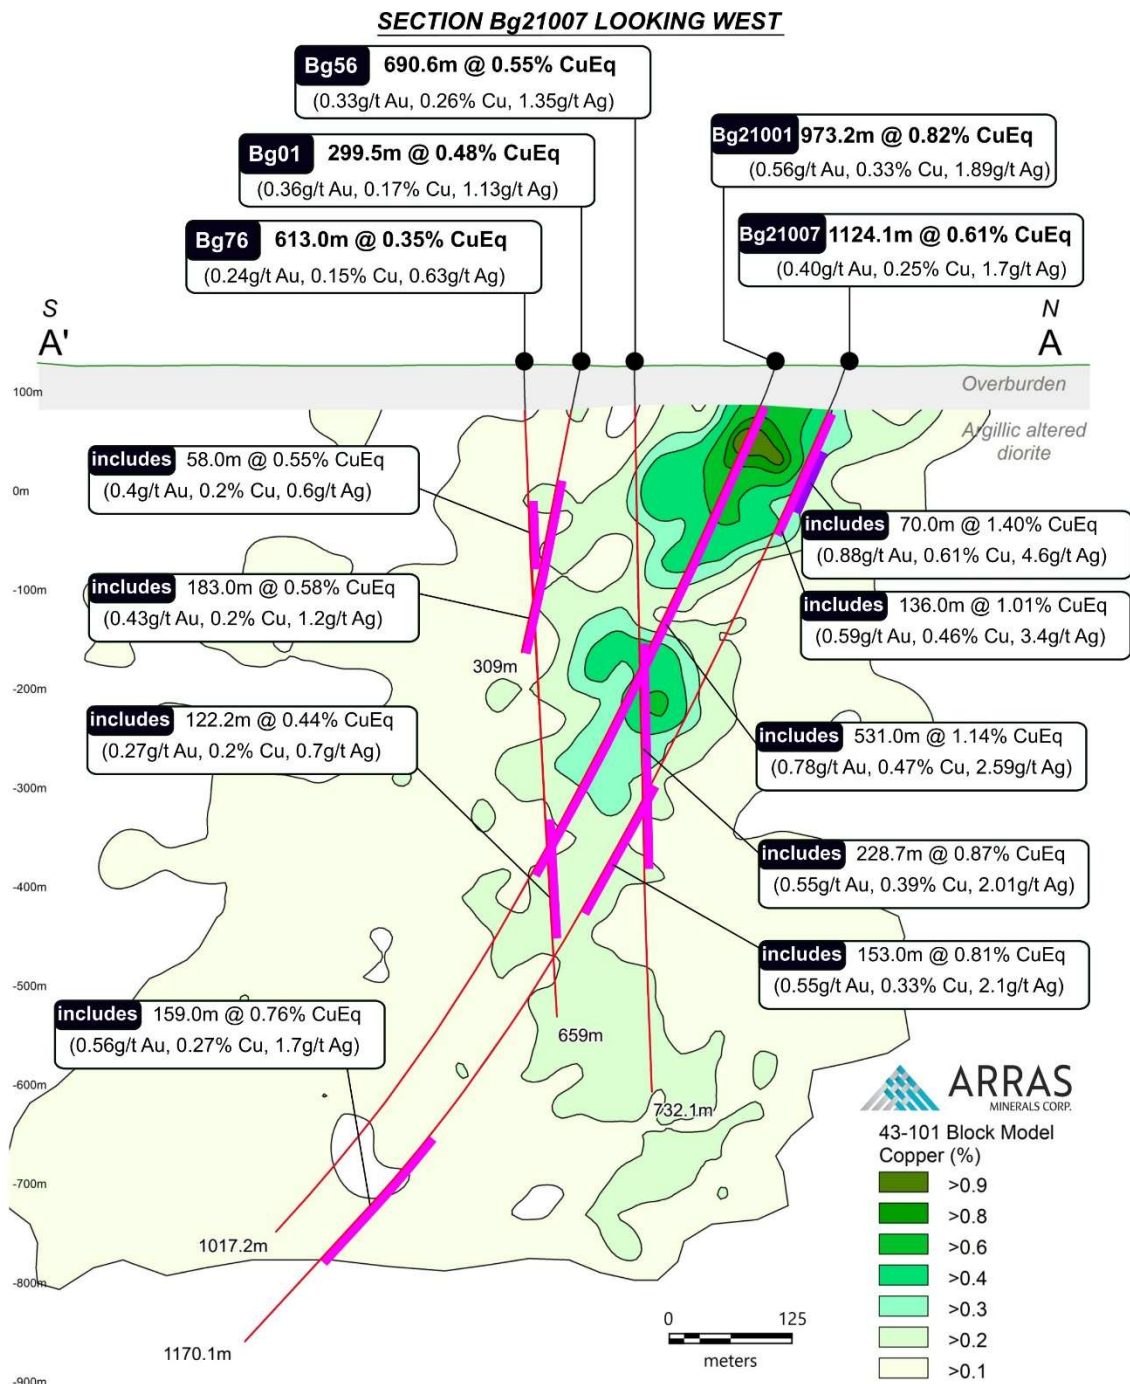 SECTION Bg21007 LOOKING WEST
Bg56 690.6m @ 0.55% CuEq
(0.33g/t Au, 0.26% Cu, 1.35g/t Ag)
Bg01 299.5m @ 0.48% CuEq
(0.36g/t Au, 0.17% Cu, 1.13g/t Ag)
Bg76 613.0m @ 0.35% CuEq
(0.24g/t Au, 0.15% Cu, 0.63g/t Ag)
Bg21001 973.2m @ 0.82% CuEq
(0.56g/t Au, 0.33% Cu, 1.89g/t Ag)
Bg21007 1124.1m @ 0.61% CuEq
(0.40g/t Au, 0.25% Cu, 1.7g/t Ag)
S
A'
N
A
Overburden
Argillic altered
diorite
100m
0m
-100m
-200m
-300m
-400m
-500m
-600m
-700m
-800m
-900m
includes 58.0m @ 0.55% CuEq
(0.4g/t Au, 0.2% Cu, 0.6g/t Ag)
includes 183.0m @ 0.58% CuEq
(0.43g/t Au, 0.2% Cu, 1.2g/t Ag)
309m
includes 122.2m @ 0.44% CuEq
(0.27g/t Au, 0.2% Cu, 0.7g/t Ag)
includes 159.0m @ 0.76% CuEq
(0.56g/t Au, 0.27% Cu, 1.7g/t Ag)
includes 70.0m @ 1.40% CuEq
(0.88g/t Au, 0.61% Cu, 4.6g/t Ag)
includes 136.0m @ 1.01% CuEq
(0.59g/t Au, 0.46% Cu, 3.4g/t Ag)
includes 531.0m @ 1.14% CuEq
(0.78g/t Au, 0.47% Cu, 2.59g/t Ag)
includes 228.7m @ 0.87% CuEq
(0.55g/t Au, 0.39% Cu, 2.01g/t Ag)
includes 153.0m @ 0.81% CuEq
(0.55g/t Au, 0.33% Cu, 2.1g/t Ag)
659m
732.1m
1017.2m
1170.1m
ARRAS
MINERALS CORP.
43-101 Block Model
Copper (%)
>0.9
>0.8
>0.6
>0.4
>0.3
>0.2
>0.1
0 125
meters